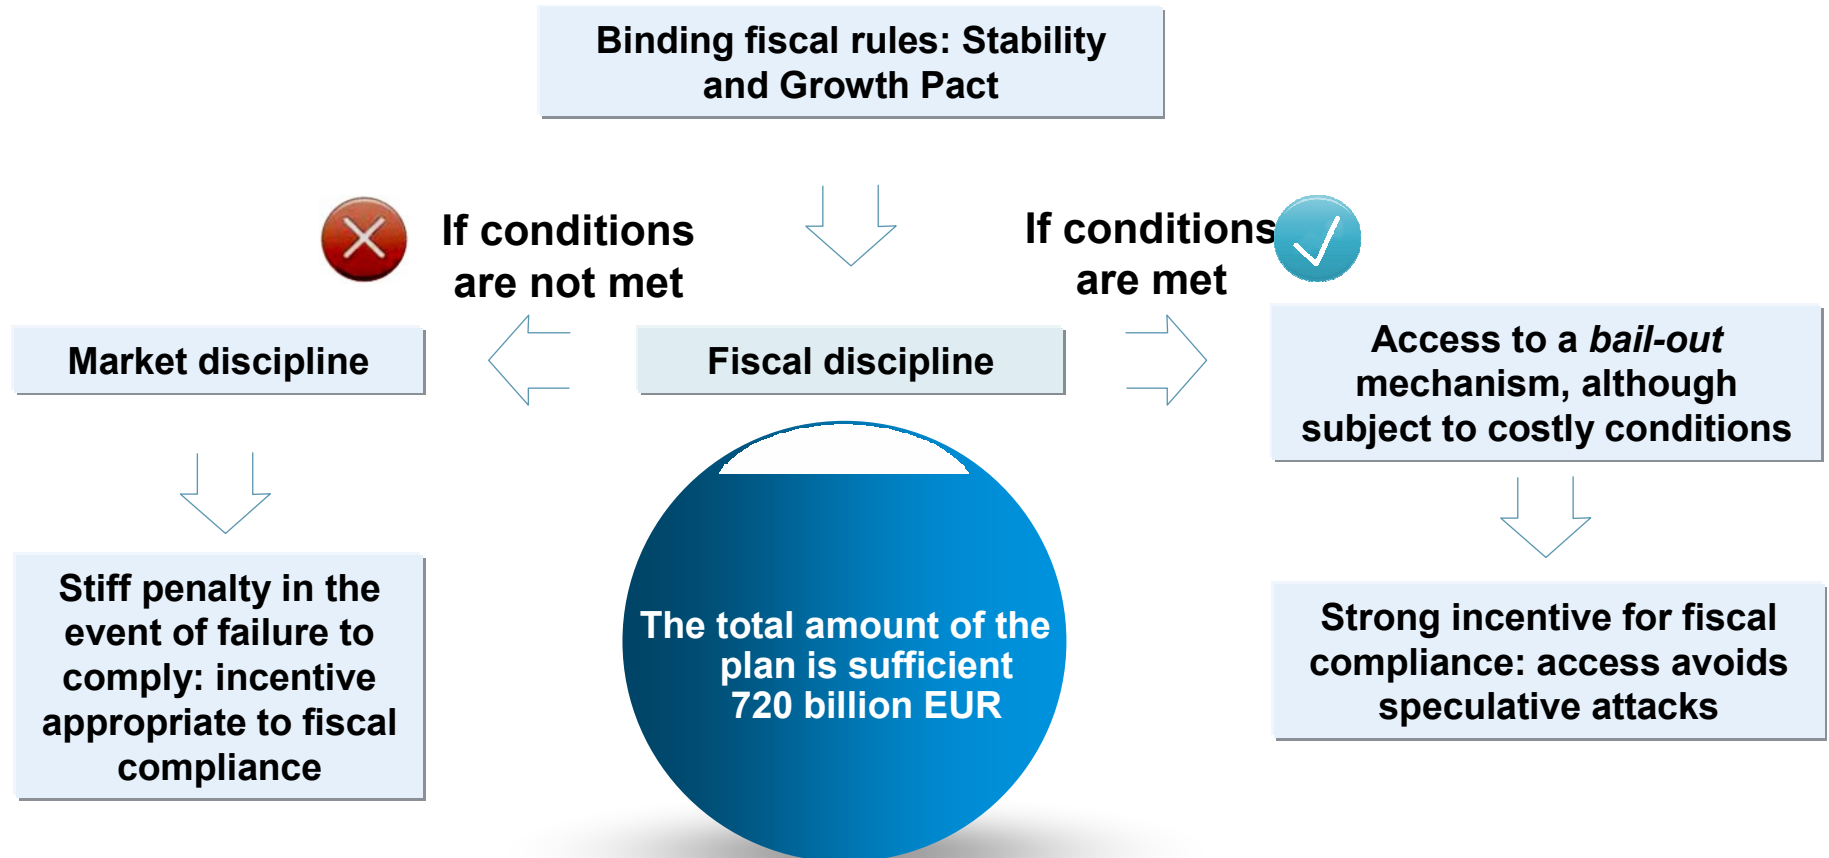 Binding fiscal rules: Stability
and Growth Pact
If conditions
are not met
If conditions
are met
Market discipline
Fiscal discipline
Access to a bail-out
mechanism, although
subject to costly conditions
Stiff penalty in the
event of failure to
comply: incentive
appropriate to fiscal
compliance
The total amount of the
plan is sufficient
720 billion EUR
Strong incentive for fiscal
compliance: access avoids
speculative attacks